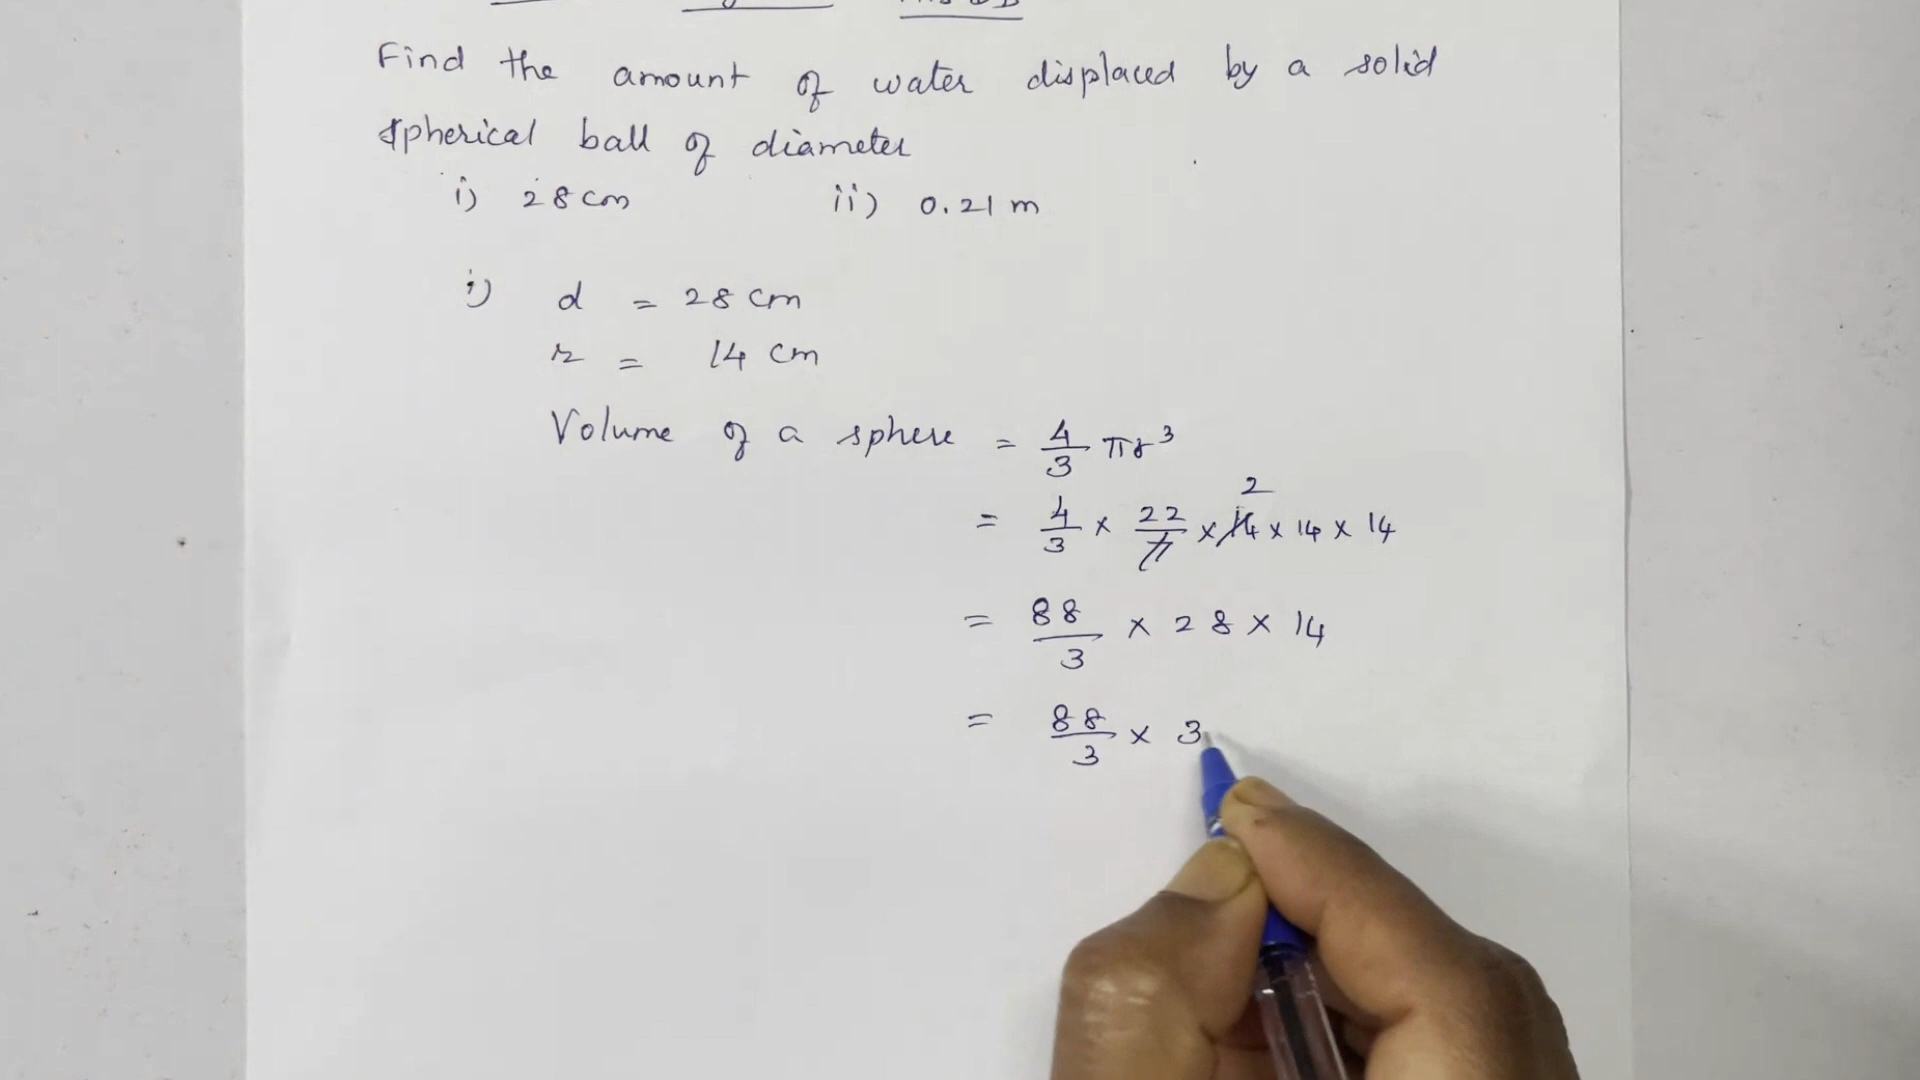 Find the amount of water displaced by a solid
spherical ball of diameter
i) 28 cm ii) 0.21 m
i) d = 28 cm
r = 14 cm
Volume of a sphere = 4/3 πr³
= 4/3 × 22/7 × 14 × 14 × 14
2
= 88/3 × 28 × 14
= 88/3 × 3